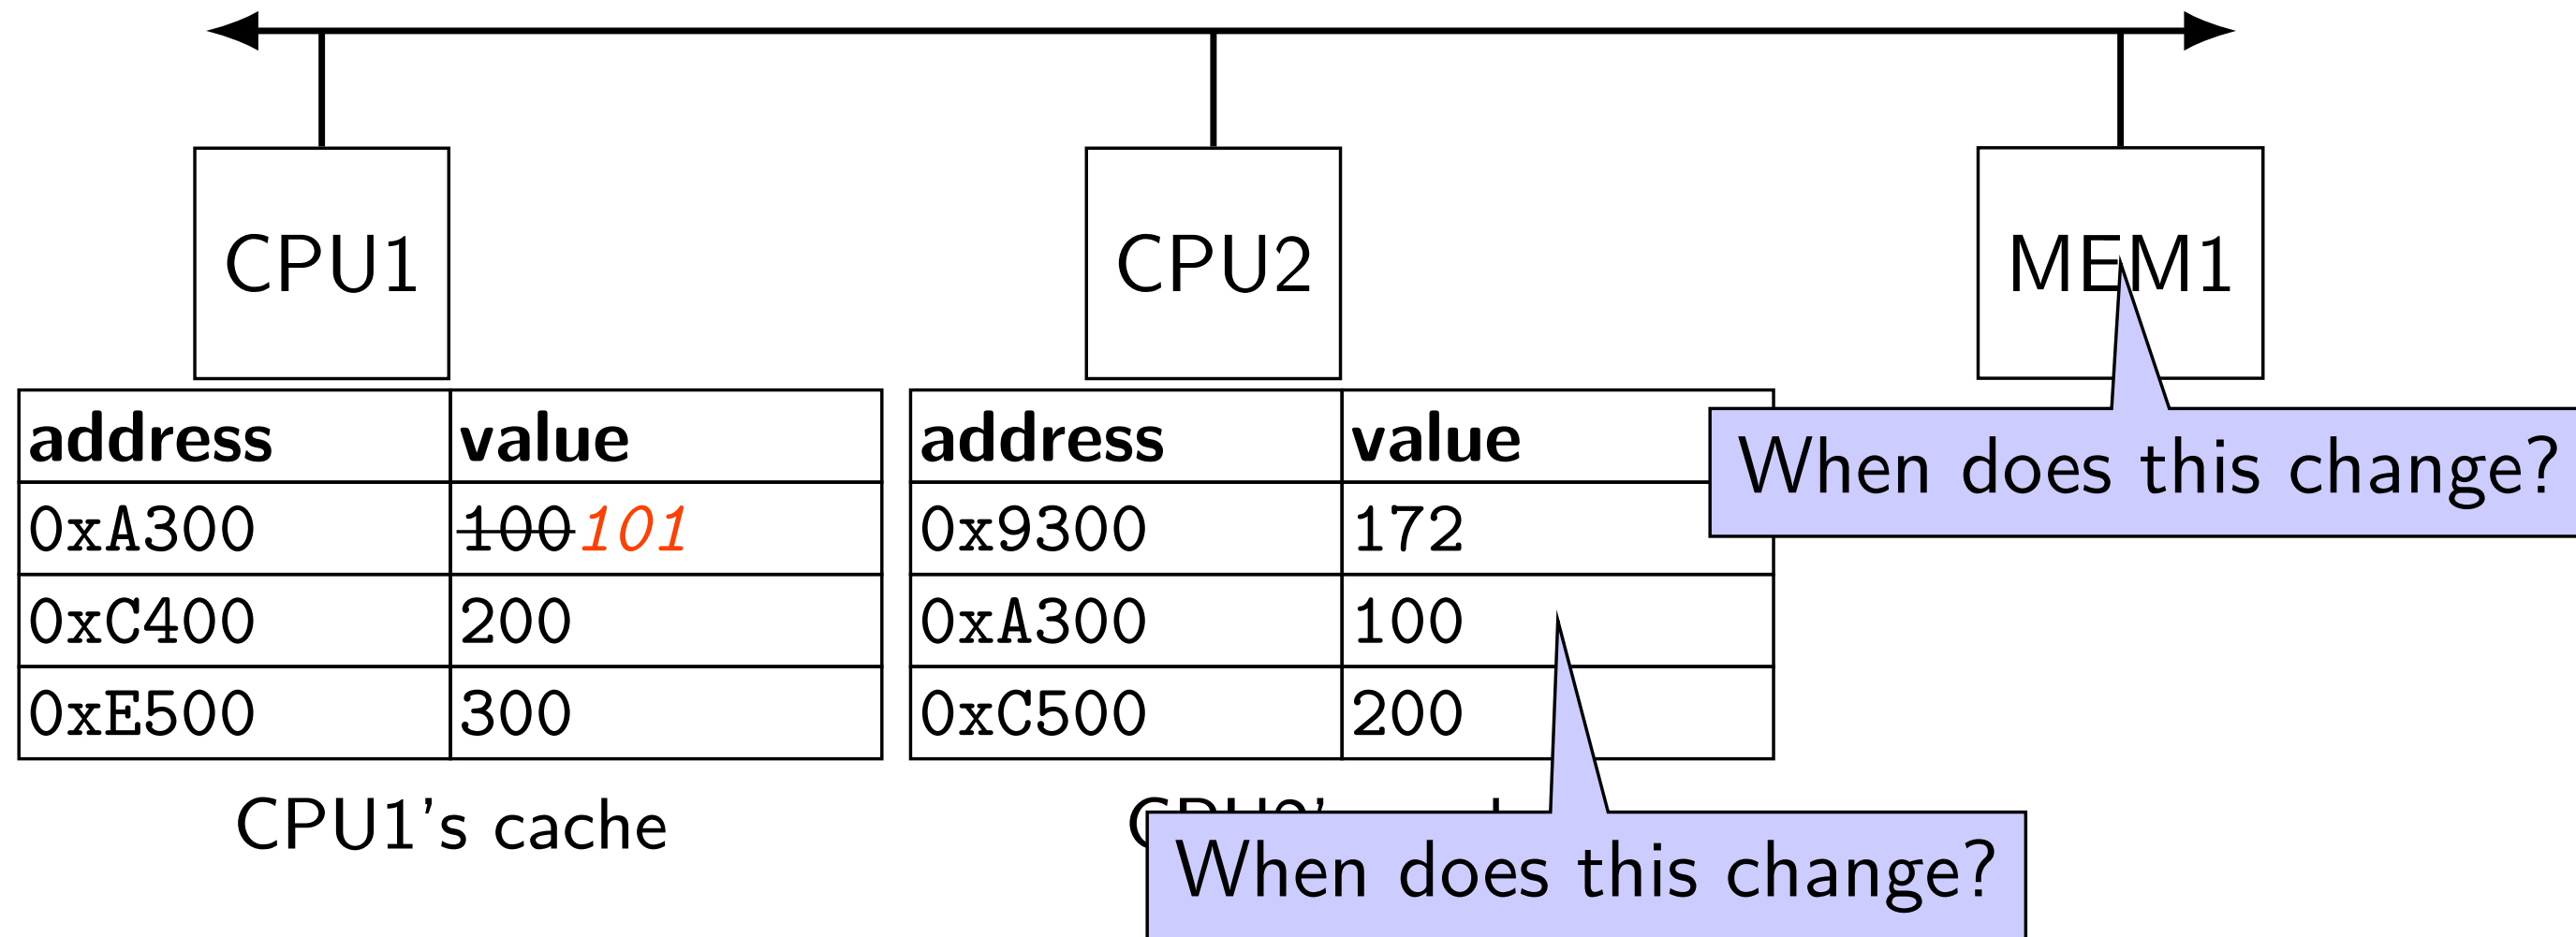 CPU1
CPU2
MEM1
address value
0xA300 100 101
0xC400 200
0xE500 300
CPU1's cache
address value
0x9300 172
0xA300 100
0xC500 200
When does this change?
When does this change?